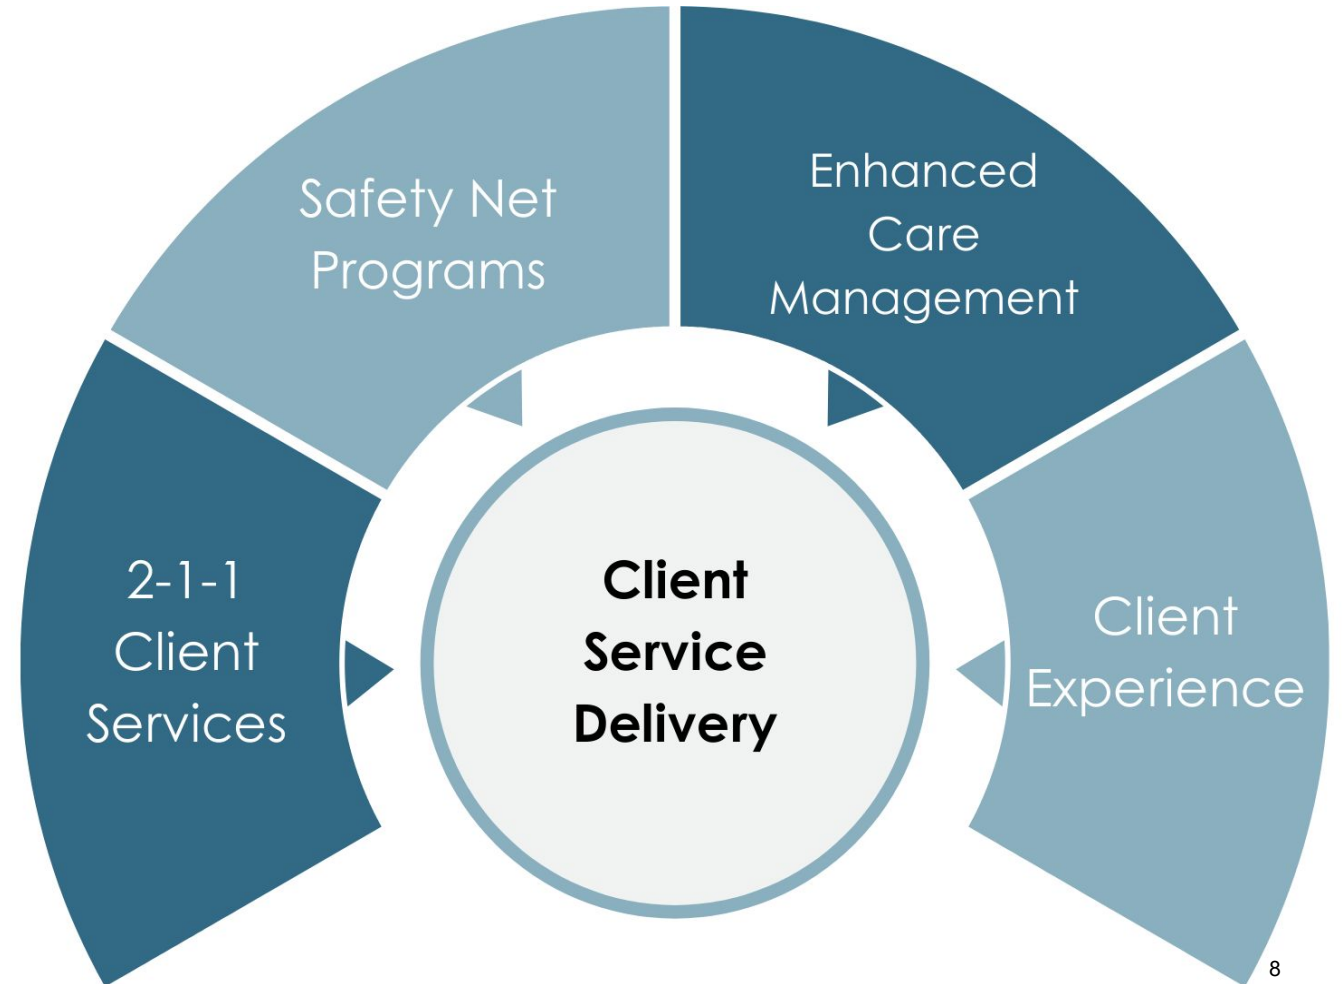 Safety Net
Programs
Enhanced
Care
Management
2-1-1
Client
Services
Client
Service
Delivery
Client
Experience
8